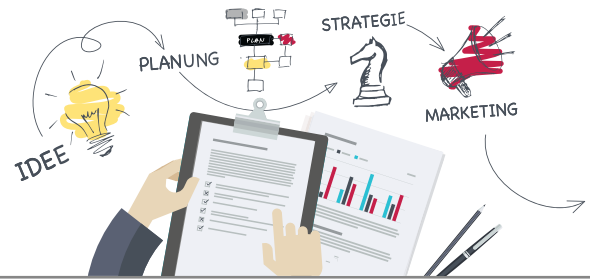 IDEE
PLANUNG
PLAN
STRATEGIE
MARKETING